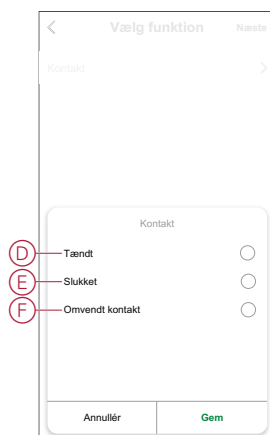 Vælg funktion Næste
Kontakt
Kontakt
D Tændt
E Slukket
F Omvendt kontakt
Annullér Gem